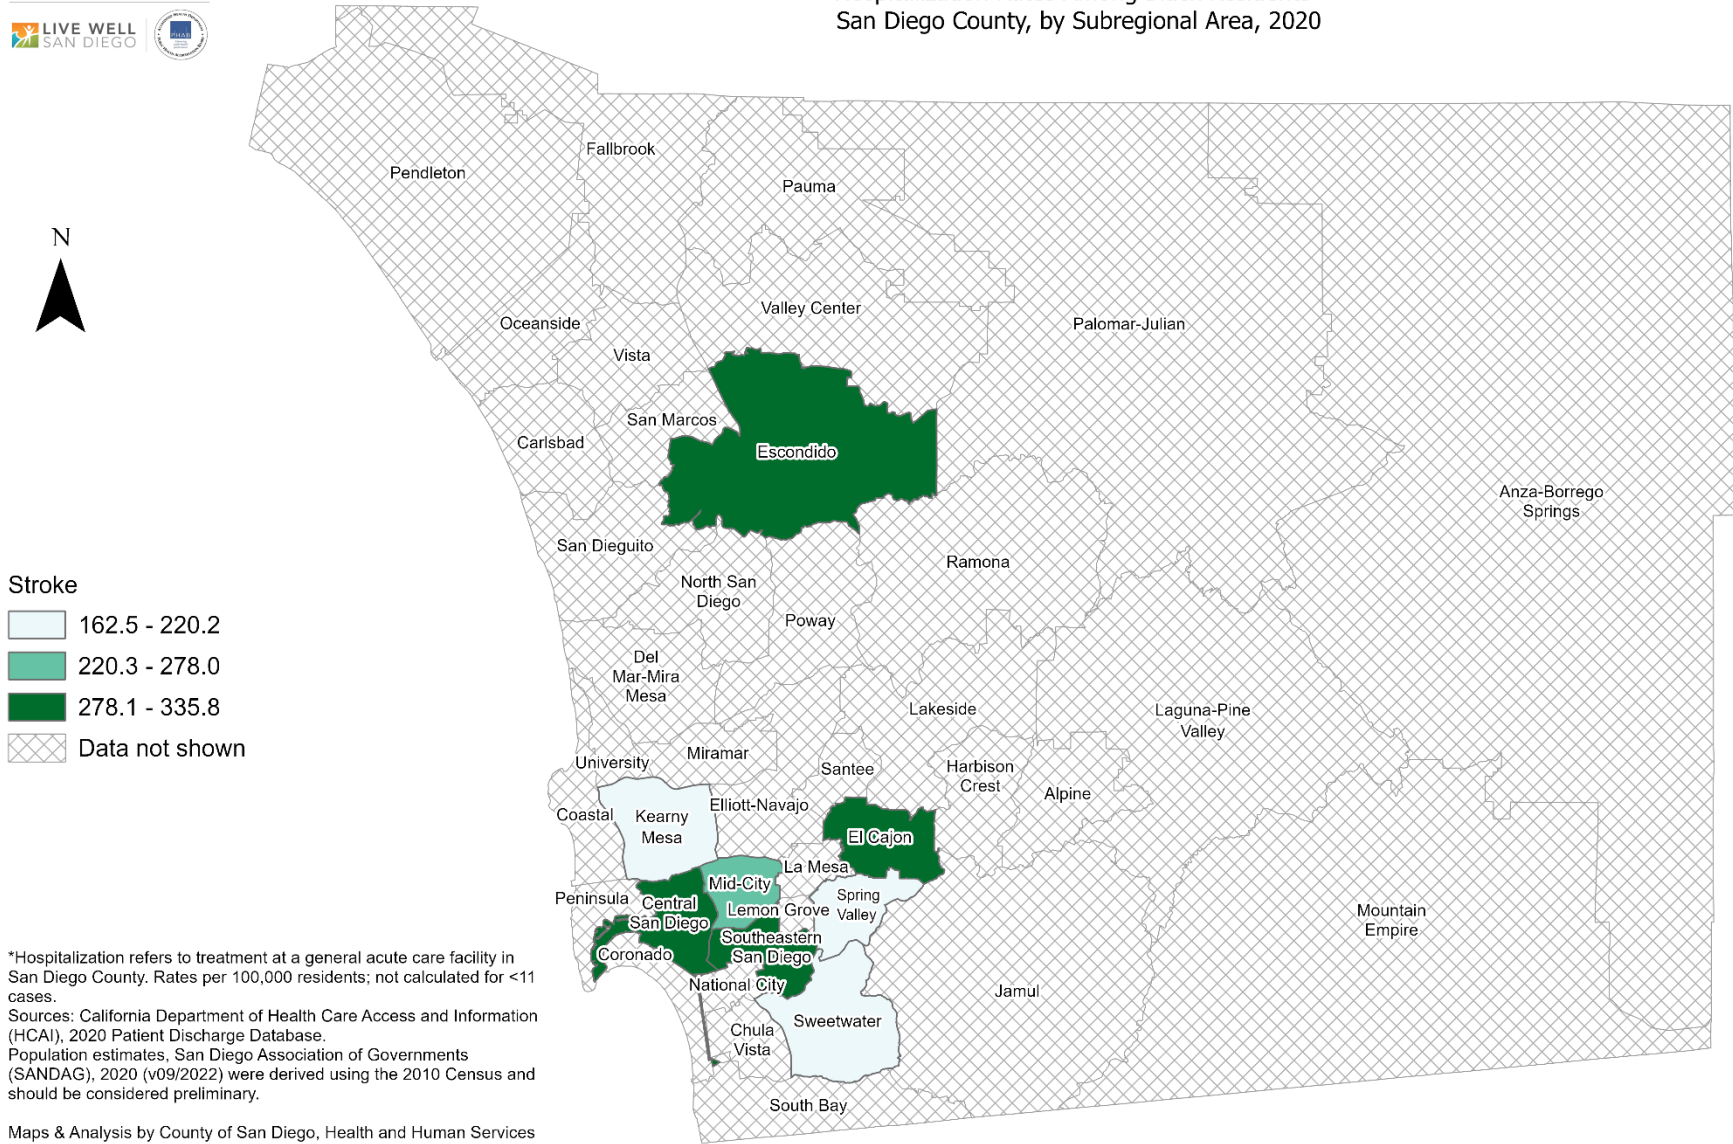 San Diego County, by Subregional Area, 2020
LIVE WELL
SAN DIEGO
PHAB
N
Pendleton
Fallbrook
Pauma
Oceanside
Vista
Valley Center
Palomar-Julian
San Marcos
Carlsbad
Escondido
Anza-Borrego
Springs
San Dieguito
North San
Diego
Ramona
Poway
Del
Mar-Mira
Mesa
Lakeside
Laguna-Pine
Valley
University
Miramar
Santee
Harbison
Crest
Alpine
Coastal
Kearny
Mesa
Elliott-Navajo
El Cajon
La Mesa
Mid-City
Peninsula
Central
San Diego
Lemon Grove
Spring
Valley
Southeastern
San Diego
Coronado
National City
Mountain
Empire
Jamul
Sweetwater
Chula
Vista
South Bay
Stroke
162.5 - 220.2
220.3 - 278.0
278.1 - 335.8
Data not shown
*Hospitalization refers to treatment at a general acute care facility in
San Diego County. Rates per 100,000 residents; not calculated for <11
cases.
Sources: California Department of Health Care Access and Information
(HCAI), 2020 Patient Discharge Database.
Population estimates, San Diego Association of Governments
(SANDAG), 2020 (v09/2022) were derived using the 2010 Census and
should be considered preliminary.
Maps & Analysis by County of San Diego, Health and Human Services